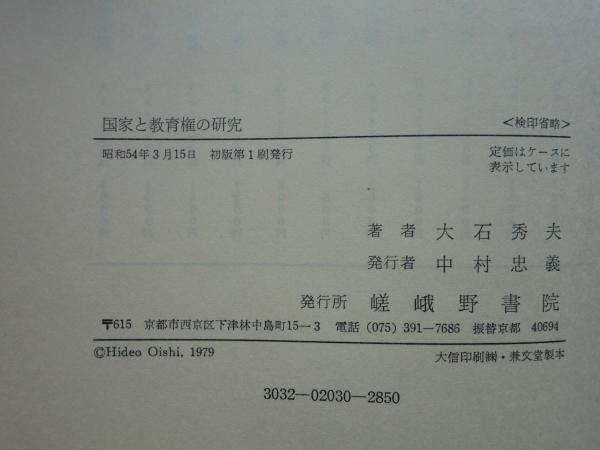 国家と教育権の研究 <検印省略>
昭和54年3月15日 初版第1刷発行 定価はケースに
表示しています
著者 大石秀夫
発行者 中村忠義
発行所 嵯峨野書院
〒615 京都市西京区下津林中島町15―3 電話(075)391―7686 振替京都 40694
©Hideo Oishi, 1979 大信印刷㈱・兼文堂製本
3032―02030―2850